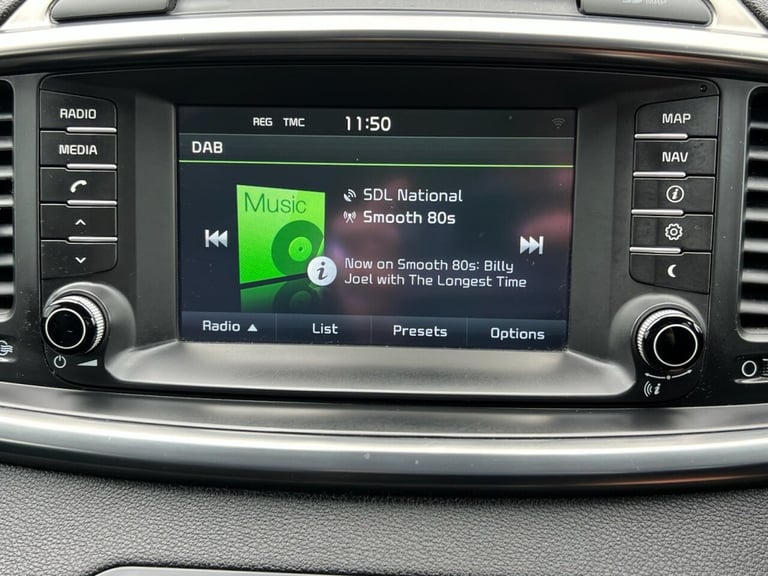 MAP
RADIO
MEDIA
REG TMC 11:50
DAB
Music
SDL National
Smooth 80s
Now on Smooth 80s: Billy
Joel with The Longest Time
Radio ▲ List Presets Options
MAP
NAV